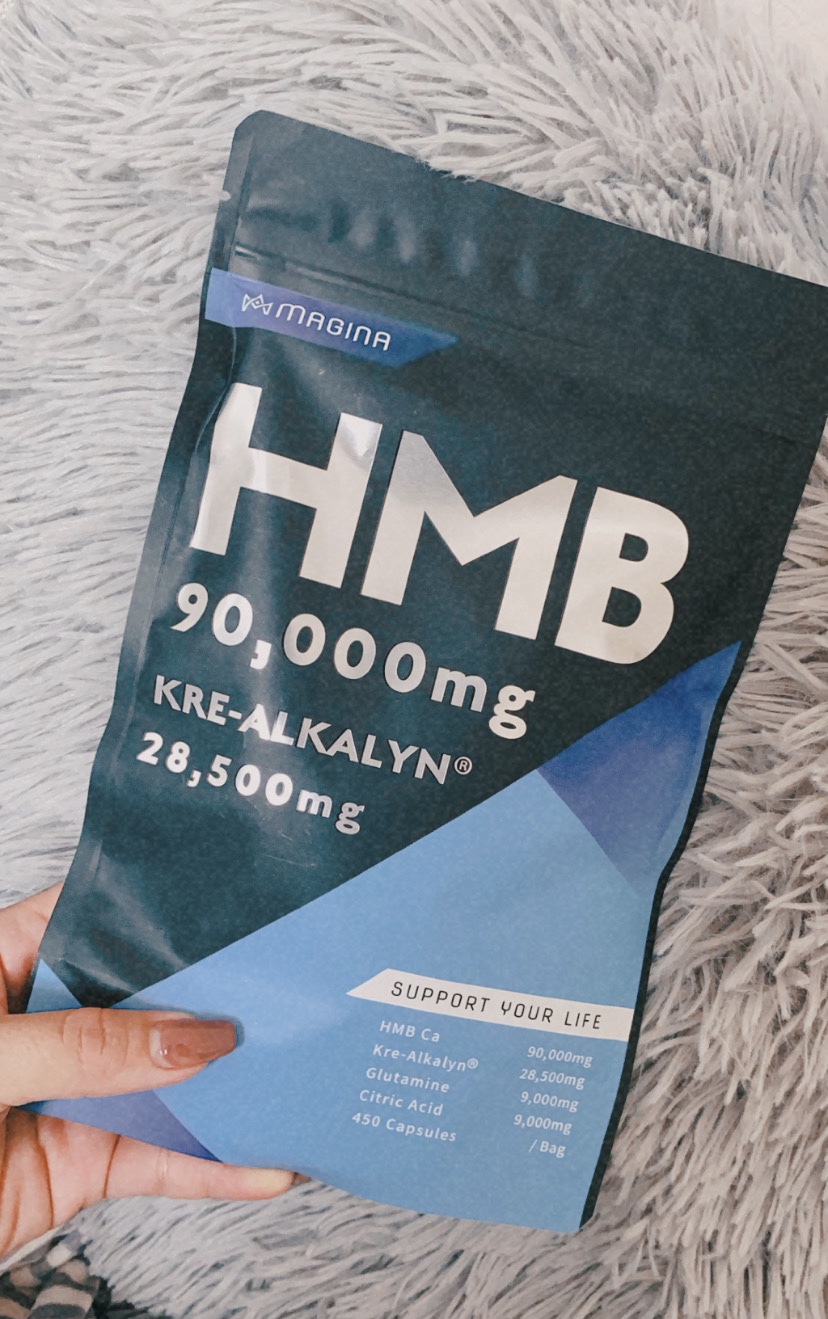 MAGINA
HMB
90,000mg
KRE-ALKALYN®
28,500mg
SUPPORT YOUR LIFE
HMB Ca 90,000mg
Kre-Alkalyn® 28,500mg
Glutamine 9,000mg
Citric Acid 9,000mg
450 Capsules / Bag